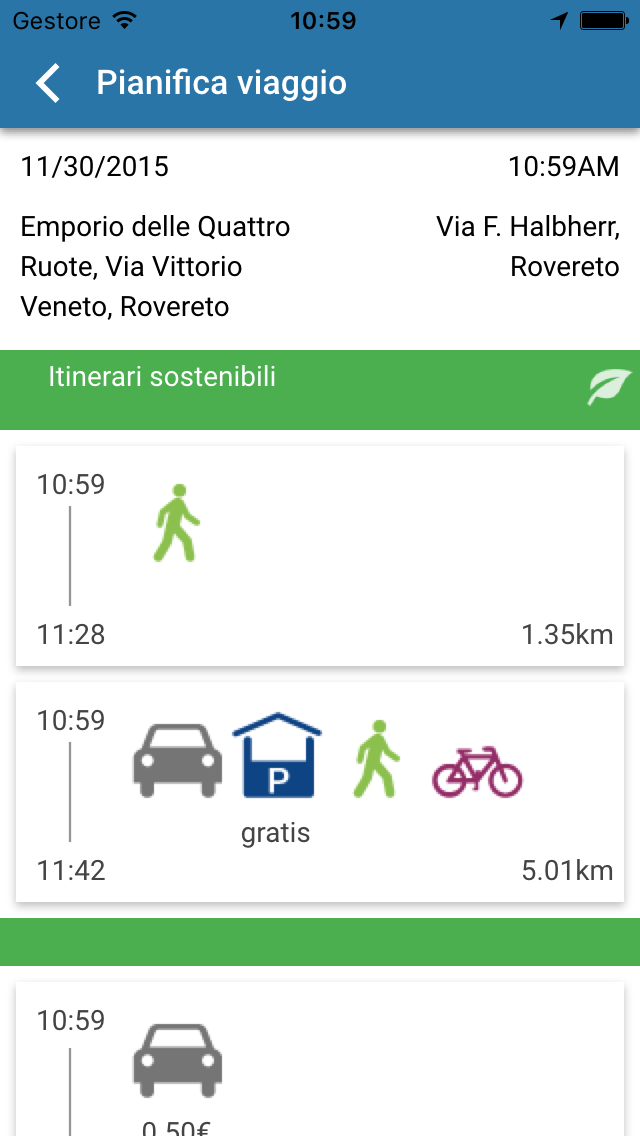 Gestore 10:59
Pianifica viaggio
11/30/2015 10:59AM
Emporio delle Quattro
Ruote, Via Vittorio
Veneto, Rovereto
Via F. Halbherr,
Rovereto
Itinerari sostenibili
10:59
11:28 1.35km
10:59
P
gratis
11:42 5.01km
10:59
0.50€